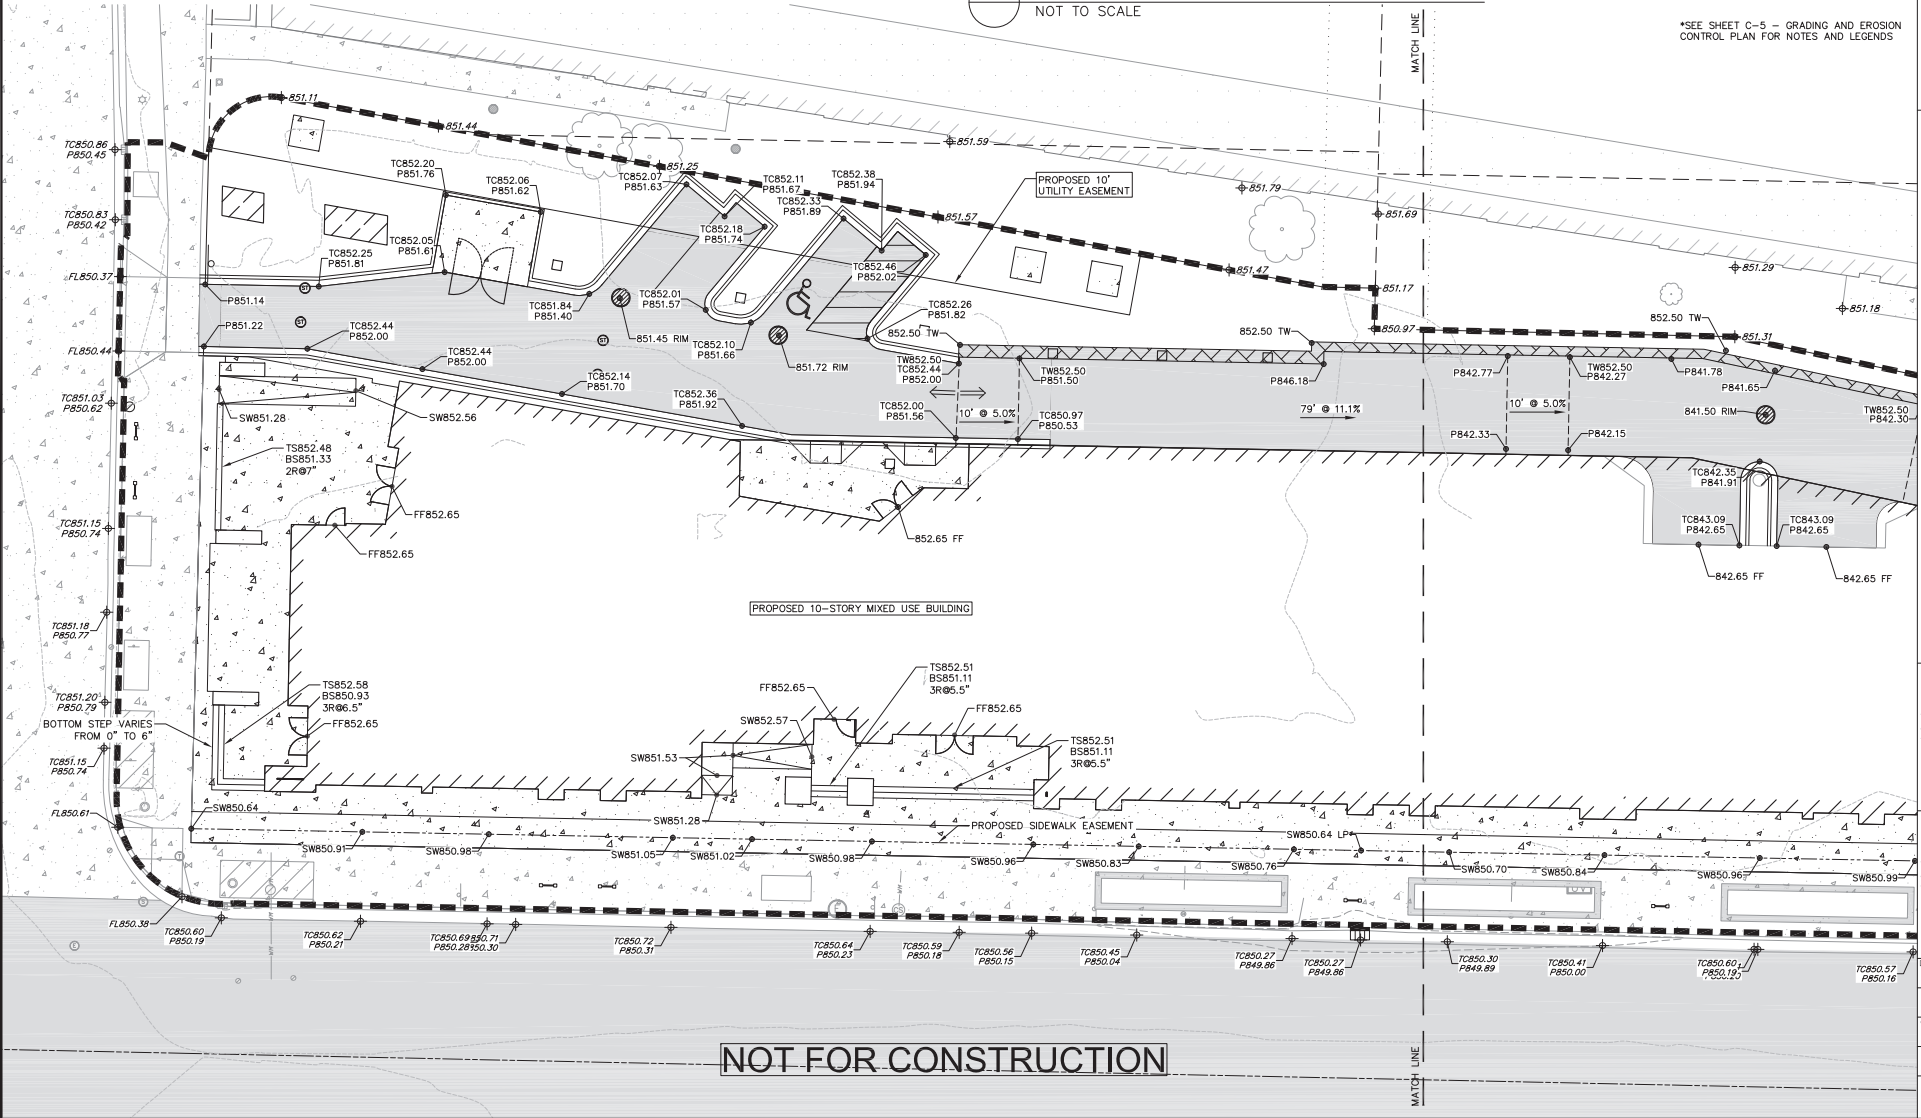 NOT TO SCALE
*SEE SHEET C-5 - GRADING AND EROSION
CONTROL PLAN FOR NOTES AND LEGENDS
MATCH LINE
851.11
851.44
851.59
TC850.86
P850.45
TC852.20
P851.76
TC852.06
P851.62
TC852.07
P851.63
851.25
TC852.11
P851.67
TC852.38
P851.94
TC852.33
P851.89
PROPOSED 10'
UTILITY EASEMENT
851.79
851.69
TC850.83
P850.42
TC852.05
P851.61
TC852.25
P851.81
TC852.18
P851.74
851.57
FL850.37
TC852.46
P852.02
851.47
851.17
851.29
P851.14
TC851.84
P851.40
TC852.01
P851.57
TC852.26
P851.82
851.18
ST
ST
ST
P851.22
TC852.44
P852.00
851.45 RIM
TC852.10
P851.66
852.50 TW
852.50 TW
850.97
852.50 TW
851.31
FL850.44
TC852.44
P852.00
851.72 RIM
TW852.50
TC852.44
P852.00
TW852.50
P851.50
P846.18
P842.77
TW852.50
P842.27
P841.78
P841.65
TC852.14
P851.70
TC851.03
P850.62
SW851.28
SW852.56
TC852.36
P851.92
TC852.00
P851.56
10' @ 5.0%
TC850.97
P850.53
79' @ 11.1%
10' @ 5.0%
841.50 RIM
TW852.50
P842.30
P842.33
P842.15
TS852.48
BS851.33
2R@7"
TC842.35
P841.91
FF852.65
TC851.15
P850.74
FF852.65
852.65 FF
TC843.09
P842.65
TC843.09
P842.65
842.65 FF
842.65 FF
PROPOSED 10-STORY MIXED USE BUILDING
TC851.18
P850.77
TS852.58
BS850.93
3R@6.5"
FF852.65
TC851.20
P850.79
BOTTOM STEP VARIES
FROM 0" TO 6"
TC851.15
P850.74
FF852.65
TS852.51
BS851.11
3R@5.5"
SW852.57
FF852.65
SW851.53
TS852.51
BS851.11
3R@5.5"
SW850.64
FL850.61
SW851.28
PROPOSED SIDEWALK EASEMENT
SW850.64 LP
SW850.91
SW850.98
SW851.05
SW851.02
SW850.98
SW850.96
SW850.83
SW850.76
SW850.70
SW850.84
SW850.96
SW850.99
FL850.38
TC850.60
P850.19
TC850.62
P850.21
TC850.69
P850.28
TC850.72
P850.31
TC850.64
P850.23
TC850.59
P850.18
TC850.56
P850.15
TC850.45
P850.04
TC850.27
P849.86
TC850.27
P849.86
TC850.30
P849.89
TC850.41
P850.00
TC850.60
P850.19
TC850.57
P850.16
NOT FOR CONSTRUCTION
MATCH LINE